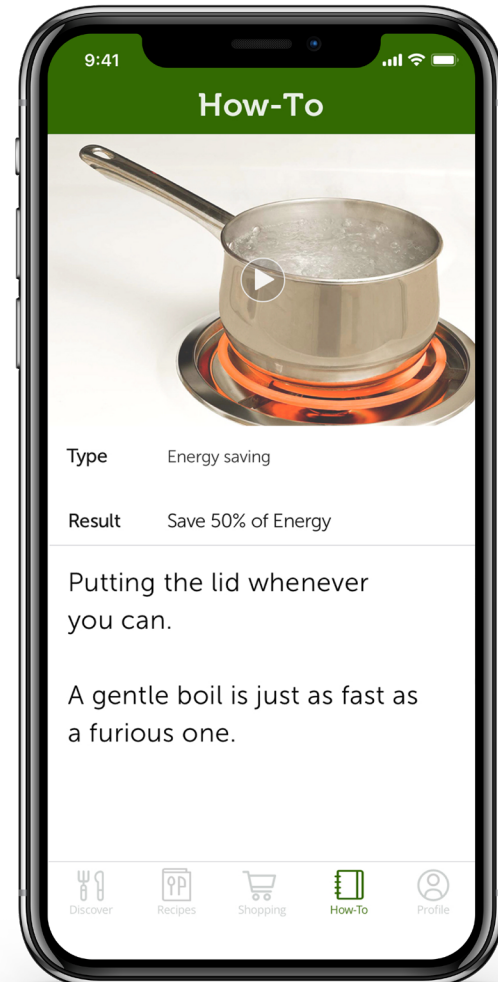 9:41
How-To
Type Energy saving
Result Save 50% of Energy
Putting the lid whenever
you can.
A gentle boil is just as fast as
a furious one.
Discover Recipes Shopping How-To Profile